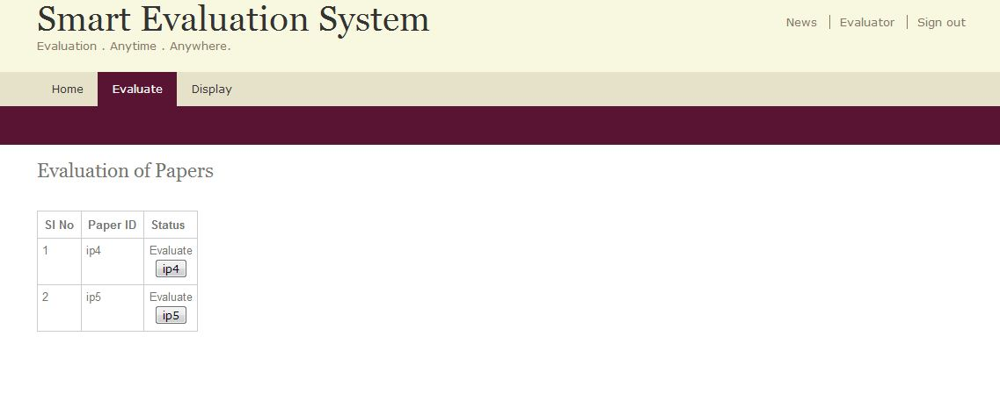 Smart Evaluation System
Evaluation . Anytime . Anywhere.
News Evaluator Sign out
Home Evaluate Display
Evaluation of Papers
Sl No Paper ID Status
1 ip4 Evaluate
ip4
2 ip5 Evaluate
ip5